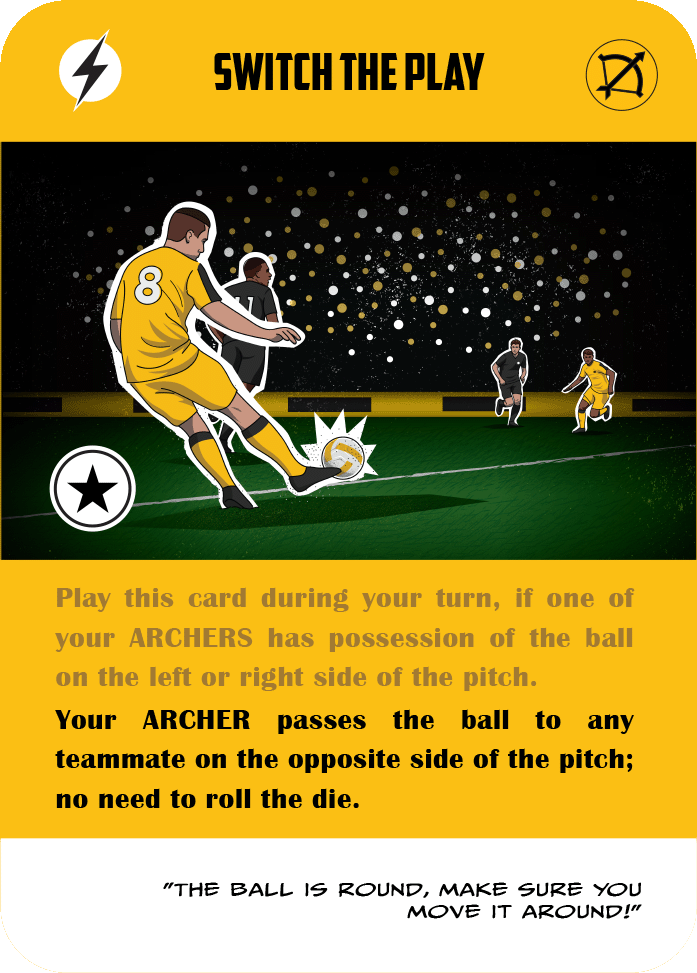 SWITCH THE PLAY
8
11
Play this card during your turn, if one of
your ARCHERS has possession of the ball
on the left or right side of the pitch.
Your ARCHER passes the ball to any
teammate on the opposite side of the pitch;
no need to roll the die.
"THE BALL IS ROUND, MAKE SURE YOU
MOVE IT AROUND!"